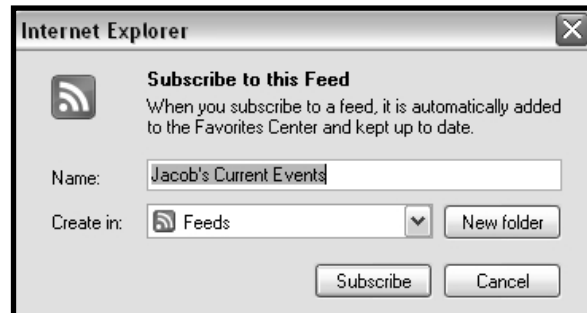 Internet Explorer
Subscribe to this Feed
When you subscribe to a feed, it is automatically added
to the Favorites Center and kept up to date.
Name: Jacob's Current Events
Create in: Feeds New folder
Subscribe Cancel